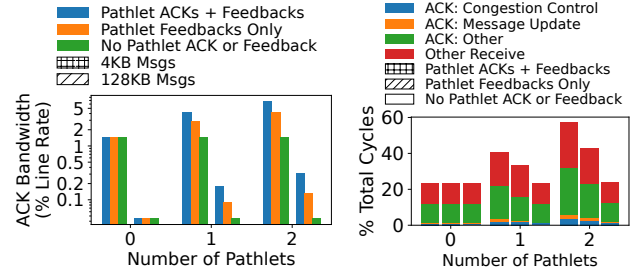 Pathlet ACKs + Feedbacks
Pathlet Feedbacks Only
No Pathlet ACK or Feedback
4KB Msgs
128KB Msgs
ACK Bandwidth
(% Line Rate)
5
2
1
0.5
0.2
0.1
0
1
2
Number of Pathlets
ACK: Congestion Control
ACK: Message Update
ACK: Other
Other Receive
Pathlet ACKs + Feedbacks
Pathlet Feedbacks Only
No Pathlet ACK or Feedback
% Total Cycles
60
40
20
0
0
1
2
Number of Pathlets